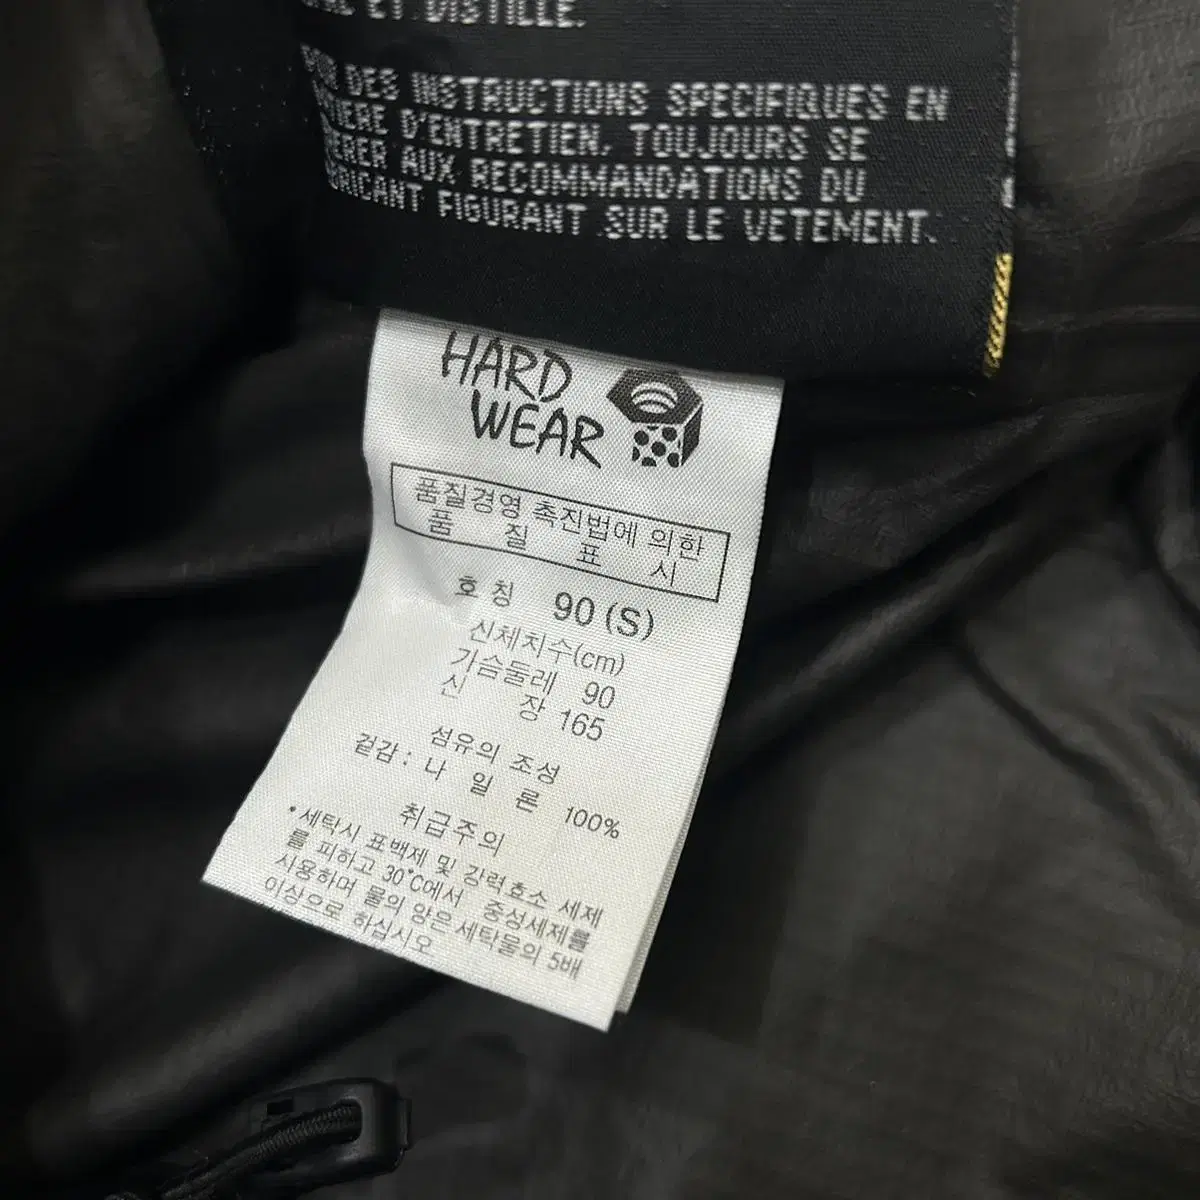 ET DISTILLE.
DES INSTRUCTIONS SPECIFIQUES EN
D'ENTRETIEN, TOUJOURS SE
AUX RECOMMANDATIONS DU
FIGURANT SUR LE VETEMENT.
HARD
WEAR
품질경영 촉진법에 의한
품 질 표 시
호 칭 90 (S)
신체치수(cm)
가슴둘레 90
신 장 165
섬유의 조성
겉감 : 나 일 론 100%
취급주의
*세탁시 표백제 및 강력효소 세제
를 피하고 30°C에서 중성세제를
사용하며 물의 양은 세탁물의 5배
이상으로 하십시오